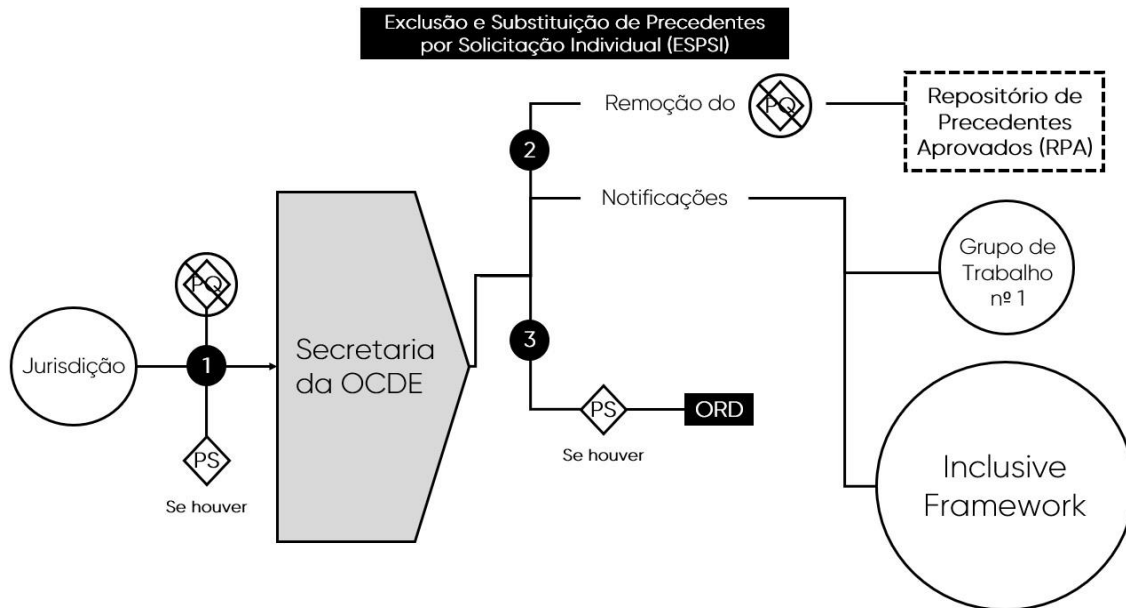 Exclusão e Substituição de Precedentes
por Solicitação Individual (ESPSI)
Remoção do
PQ
Repositório de
Precedentes
Aprovados (RPA)
2
Notificações
Grupo de
Trabalho
nº 1
PQ
Jurisdição
1
Secretaria
da OCDE
3
PS
ORD
Se houver
PS
Se houver
Inclusive
Framework